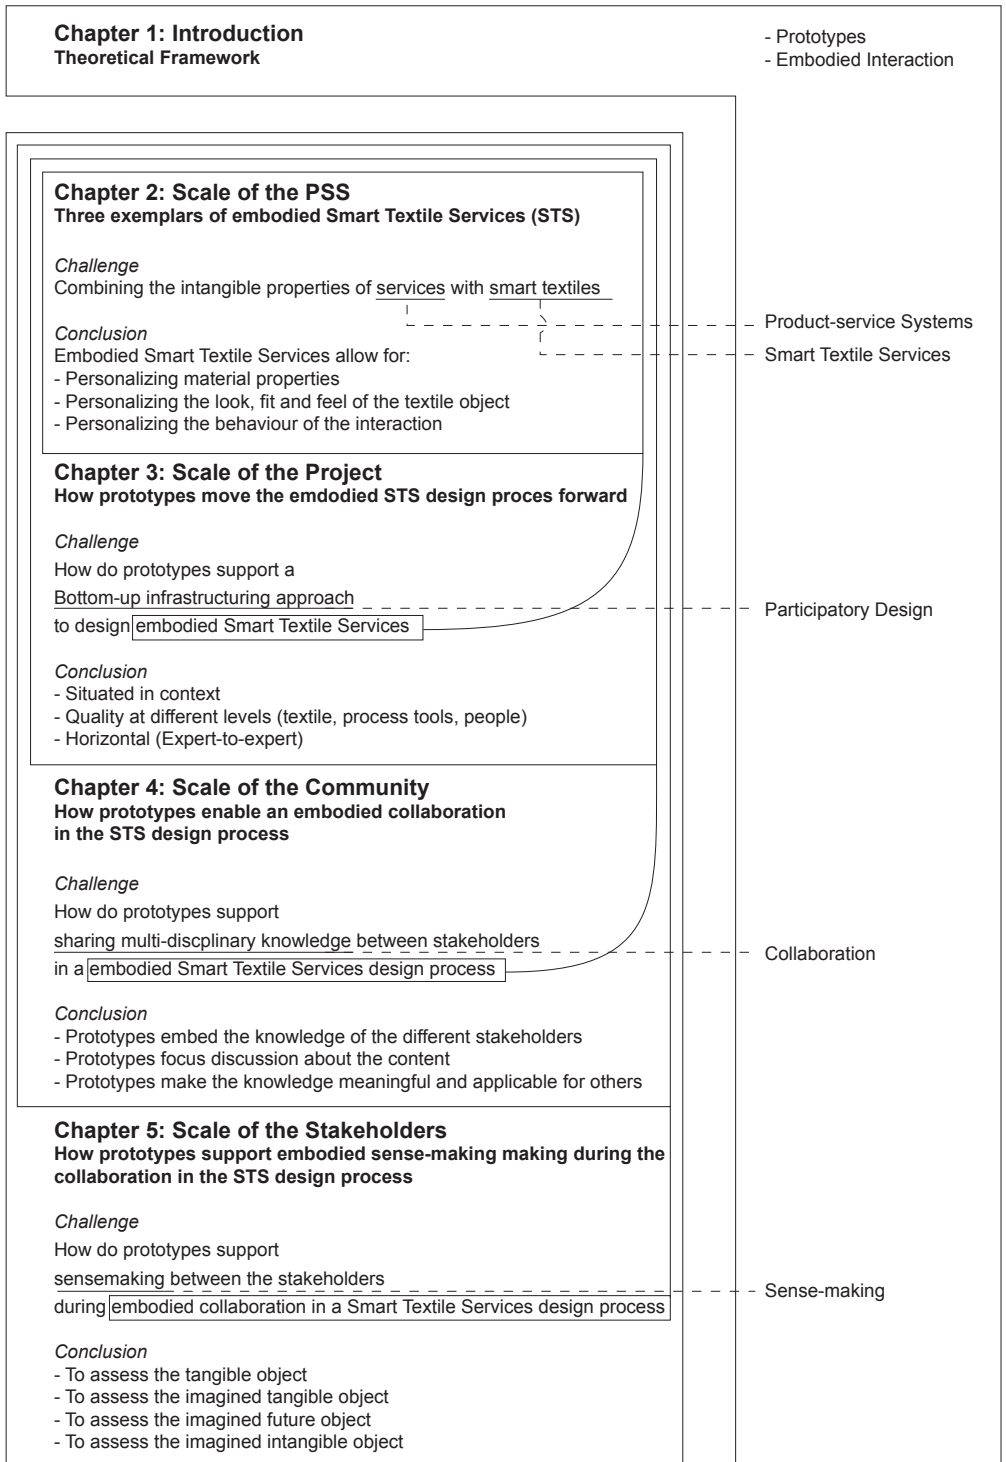 Chapter 1: Introduction
Theoretical Framework
- Prototypes
- Embodied Interaction
Chapter 2: Scale of the PSS
Three exemplars of embodied Smart Textile Services (STS)
Challenge
Combining the intangible properties of services with smart textiles
Product-service Systems
Smart Textile Services
Conclusion
Embodied Smart Textile Services allow for:
- Personalizing material properties
- Personalizing the look, fit and feel of the textile object
- Personalizing the behaviour of the interaction
Chapter 3: Scale of the Project
How prototypes move the emdodied STS design proces forward
Challenge
How do prototypes support a
Bottom-up infrastructuring approach
Participatory Design
to design embodied Smart Textile Services
Conclusion
- Situated in context
- Quality at different levels (textile, process tools, people)
- Horizontal (Expert-to-expert)
Chapter 4: Scale of the Community
How prototypes enable an embodied collaboration
in the STS design process
Challenge
How do prototypes support
sharing multi-discplinary knowledge between stakeholders
Collaboration
in a embodied Smart Textile Services design process
Conclusion
- Prototypes embed the knowledge of the different stakeholders
- Prototypes focus discussion about the content
- Prototypes make the knowledge meaningful and applicable for others
Chapter 5: Scale of the Stakeholders
How prototypes support embodied sense-making making during the
collaboration in the STS design process
Challenge
How do prototypes support
sensemaking between the stakeholders
Sense-making
during embodied collaboration in a Smart Textile Services design process
Conclusion
- To assess the tangible object
- To assess the imagined tangible object
- To assess the imagined future object
- To assess the imagined intangible object